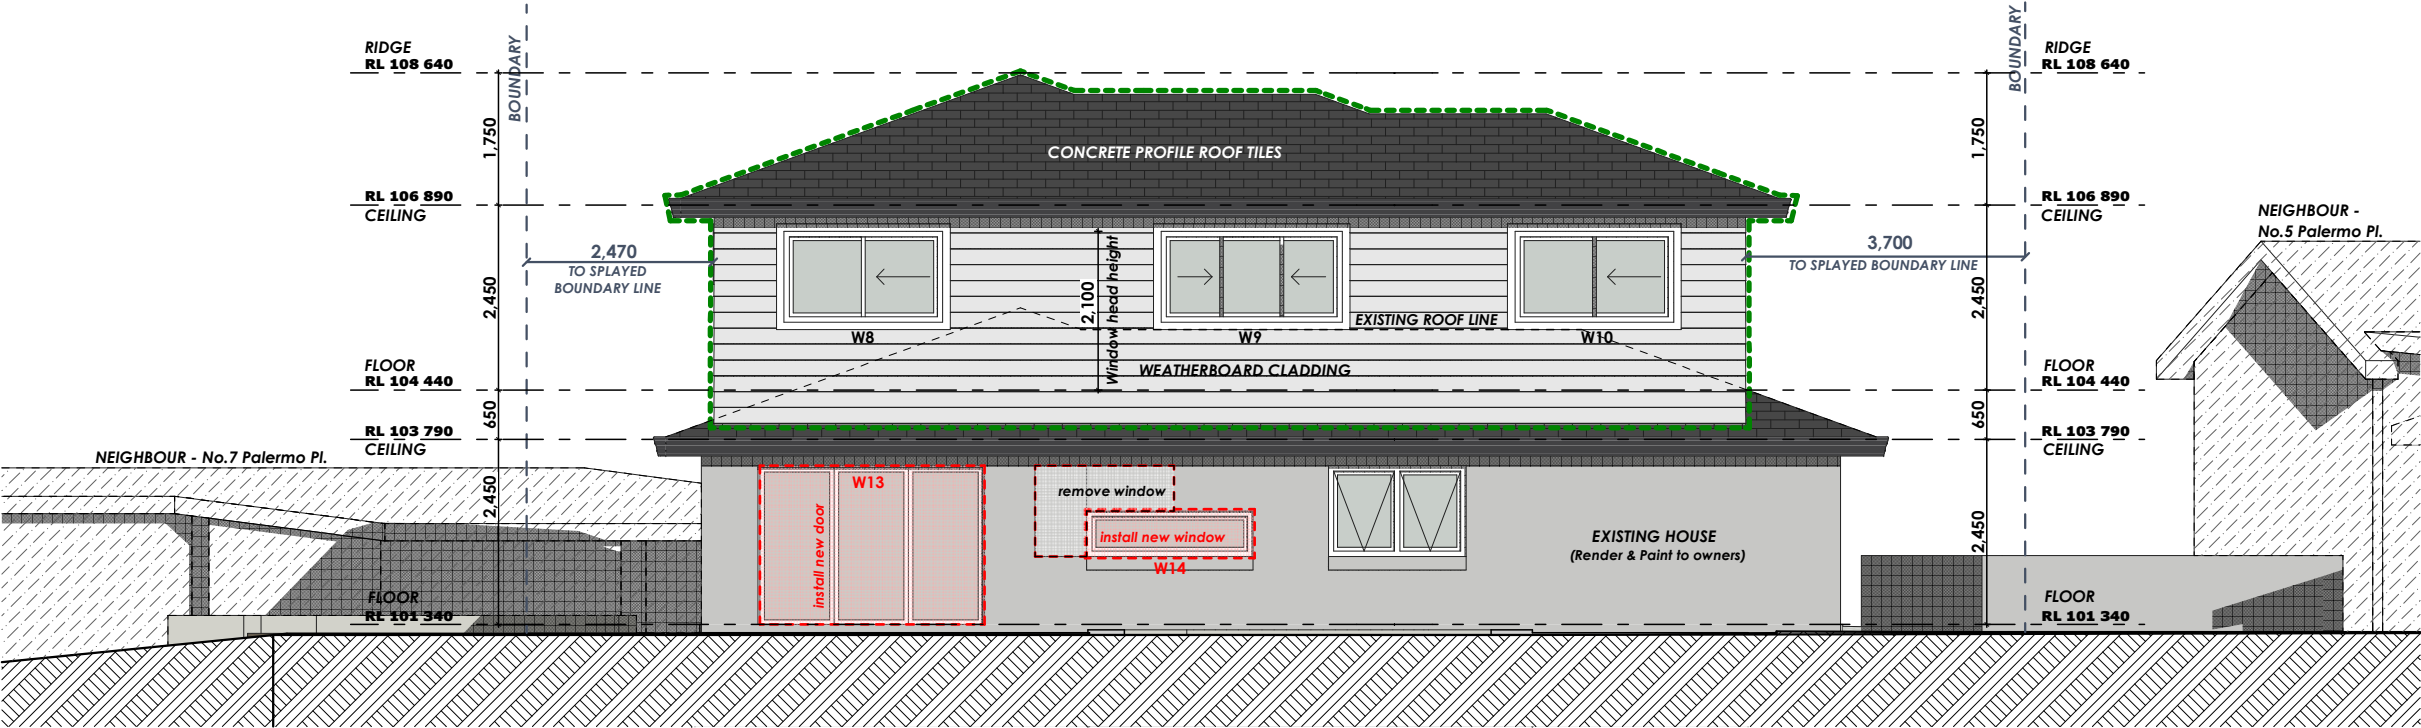 RIDGE
RL 108 640
BOUNDARY
1,750
RL 106 890
CEILING
2,470
TO SPLAYED
BOUNDARY LINE
2,450
FLOOR
RL 104 440
650
RL 103 790
CEILING
NEIGHBOUR - No.7 Palermo Pl.
2,450
FLOOR
RL 101 340
CONCRETE PROFILE ROOF TILES
W8
2,100
Window head height
W9
EXISTING ROOF LINE
W10
WEATHERBOARD CLADDING
W13
install new door
remove window
install new window
W14
EXISTING HOUSE
(Render & Paint to owners)
BOUNDARY
RIDGE
RL 108 640
1,750
RL 106 890
CEILING
3,700
TO SPLAYED BOUNDARY LINE
2,450
NEIGHBOUR -
No.5 Palermo Pl.
FLOOR
RL 104 440
650
RL 103 790
CEILING
2,450
FLOOR
RL 101 340